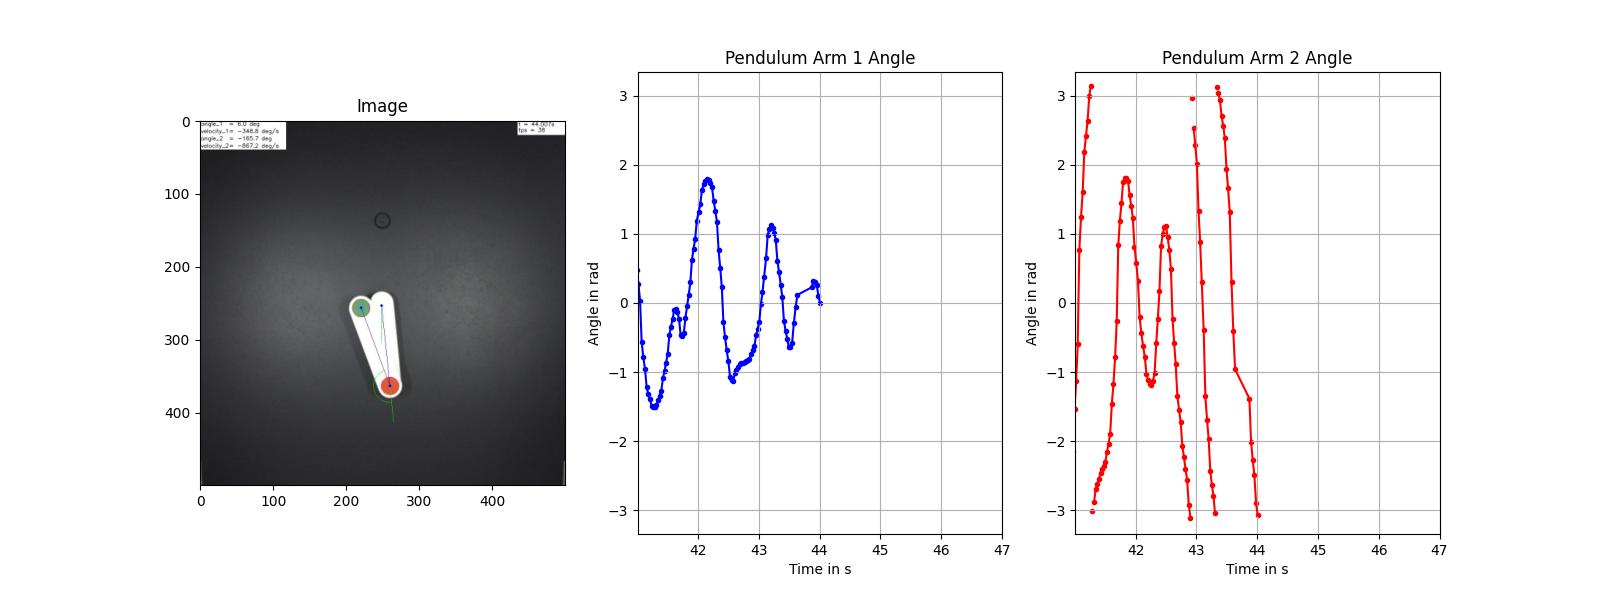 Image
Pendulum Arm 1 Angle
Pendulum Arm 2 Angle
angle_1 = 6.0 deg
velocity_1= -348.8 deg/s
angle_2 = -165.7 deg
velocity_2= -867.2 deg/s
t = 44.007s
fps = 38
0
100
200
300
400
0 100 200 300 400
Angle in rad
3
2
1
0
−1
−2
−3
42 43 44 45 46 47
Time in s
Angle in rad
3
2
1
0
−1
−2
−3
42 43 44 45 46 47
Time in s